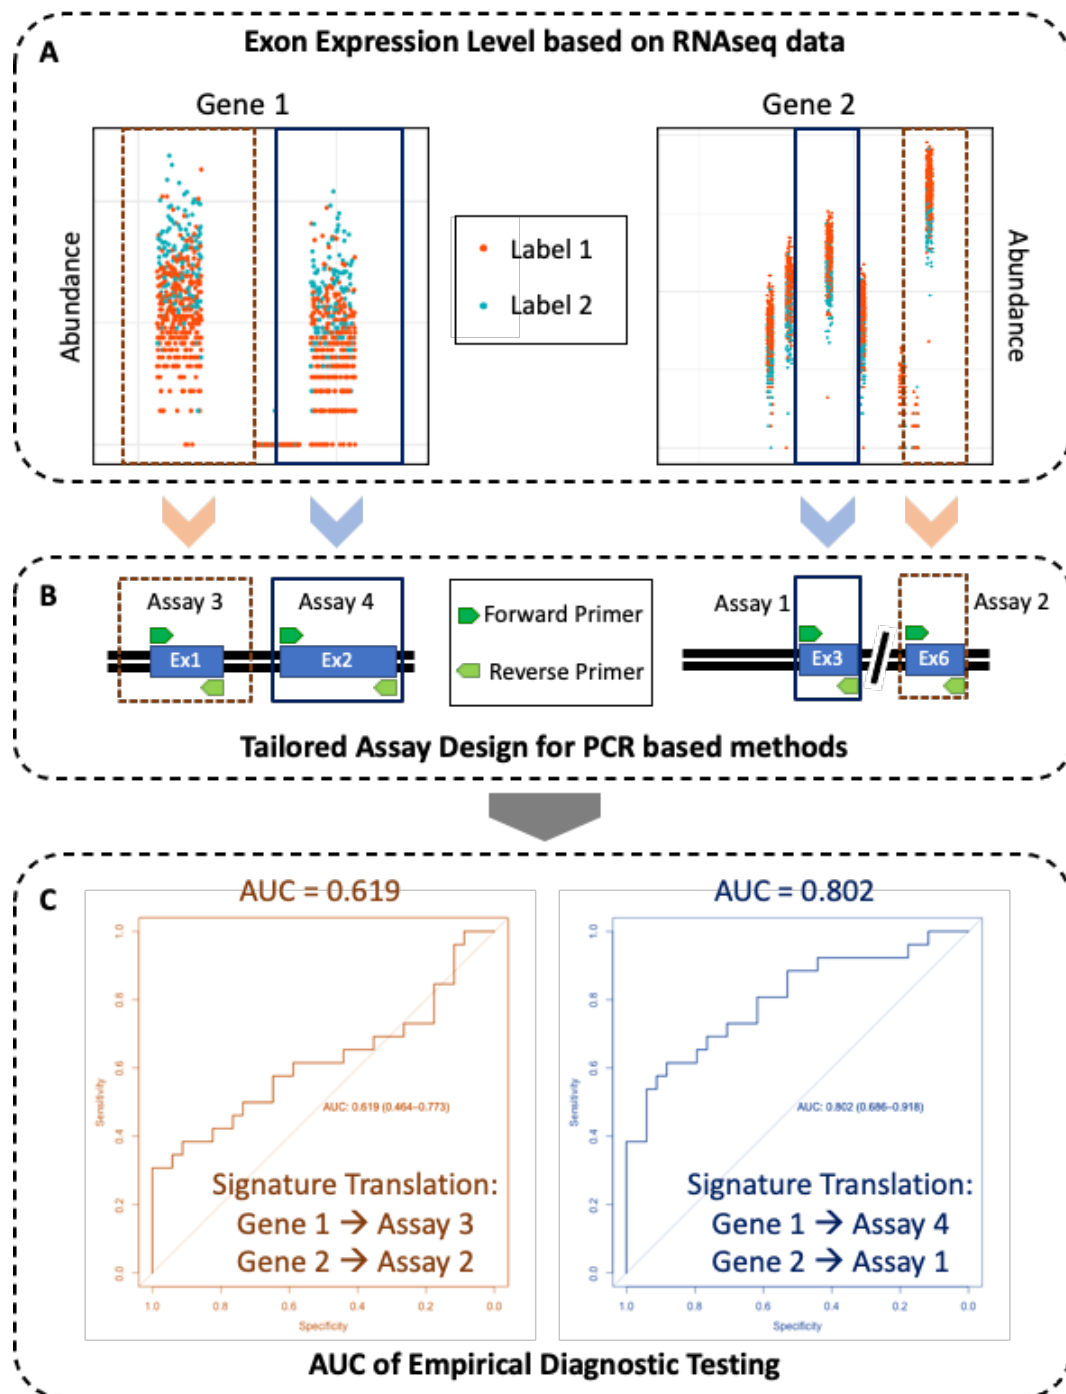 A
Exon Expression Level based on RNAseq data
Gene 1
Gene 2
Abundance
Label 1
Label 2
Abundance
B
Assay 3
Assay 4
Forward Primer
Reverse Primer
Assay 1
Assay 2
Ex1
Ex2
Ex3
Ex6
Tailored Assay Design for PCR based methods
C
AUC = 0.619
AUC = 0.802
Sensitivity
1.0
0.8
0.6
0.4
0.2
0.0
AUC: 0.619 (0.464–0.773)
Signature Translation:
Gene 1 → Assay 3
Gene 2 → Assay 2
1.0 0.8 0.6 0.4 0.2 0.0
Specificity
Sensitivity
1.0
0.8
0.6
0.4
0.2
0.0
AUC: 0.802 (0.686–0.918)
Signature Translation:
Gene 1 → Assay 4
Gene 2 → Assay 1
1.0 0.8 0.6 0.4 0.2 0.0
Specificity
AUC of Empirical Diagnostic Testing